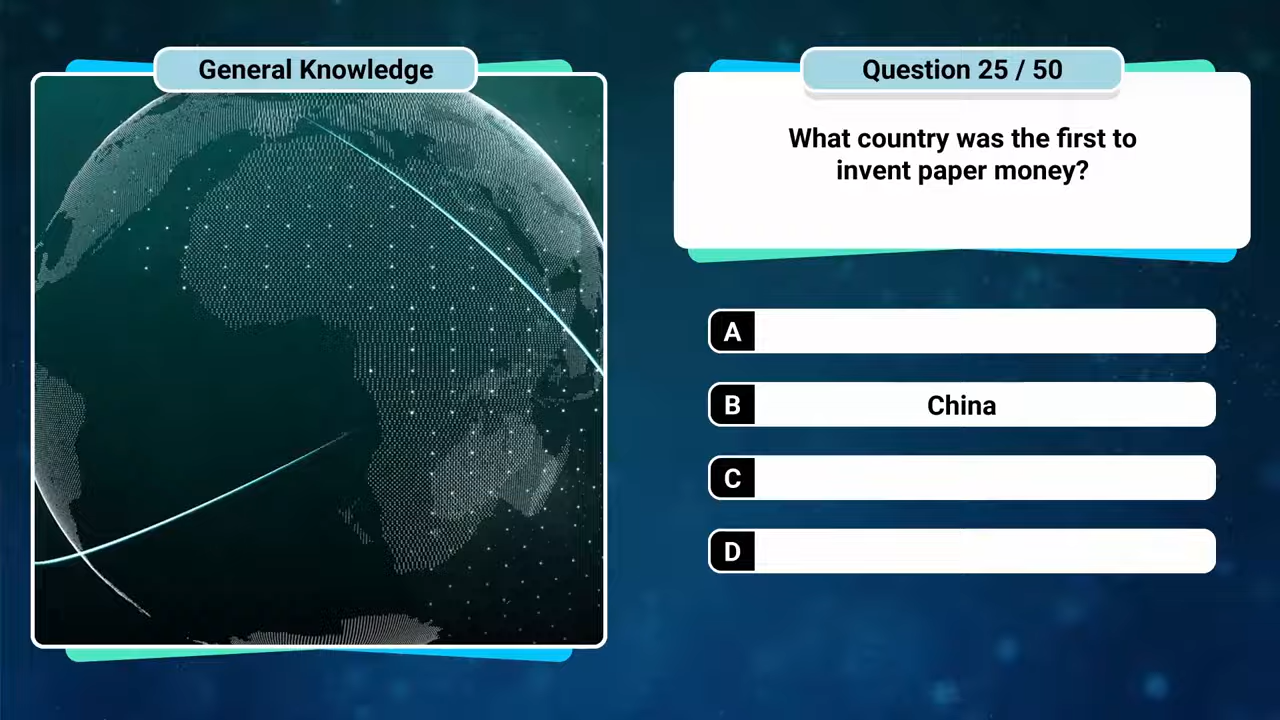 General Knowledge
Question 25 / 50
What country was the first to
invent paper money?
A
B China
C
D